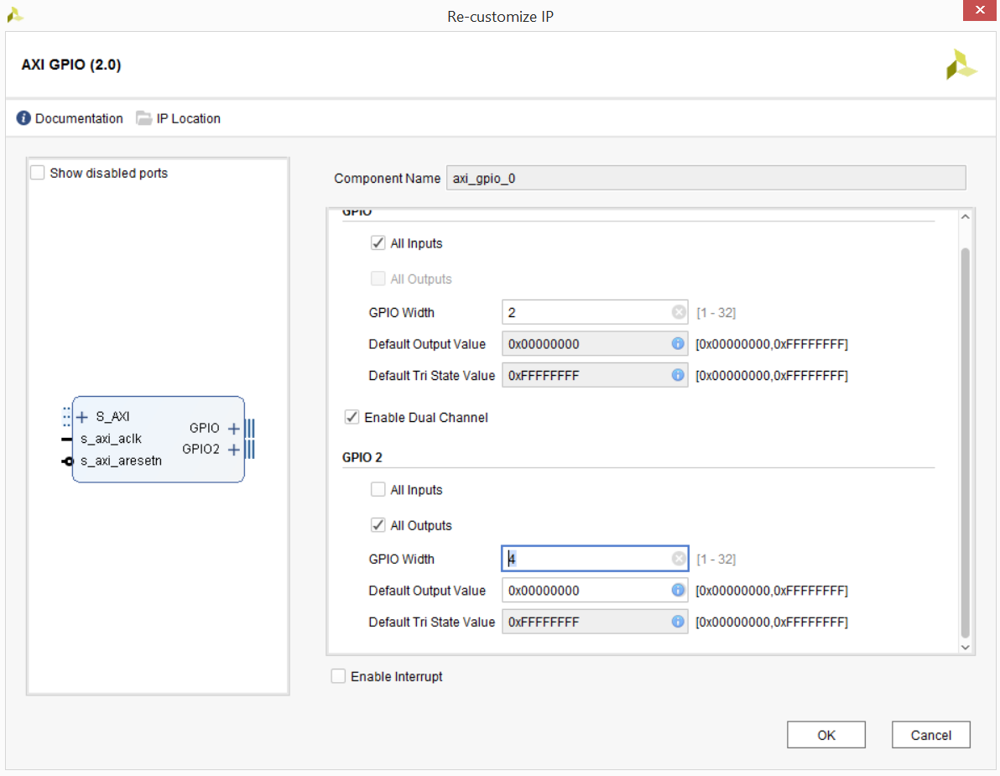 Re-customize IP
AXI GPIO (2.0)
Documentation IP Location
Show disabled ports
S_AXI
s_axi_aclk
s_axi_aresetn
GPIO
GPIO2
Component Name axi_gpio_0
GPIO
All Inputs
All Outputs
GPIO Width 2 [1 - 32]
Default Output Value 0x00000000 [0x00000000,0xFFFFFFFF]
Default Tri State Value 0xFFFFFFFF [0x00000000,0xFFFFFFFF]
Enable Dual Channel
GPIO 2
All Inputs
All Outputs
GPIO Width 4 [1 - 32]
Default Output Value 0x00000000 [0x00000000,0xFFFFFFFF]
Default Tri State Value 0xFFFFFFFF [0x00000000,0xFFFFFFFF]
Enable Interrupt
OK Cancel